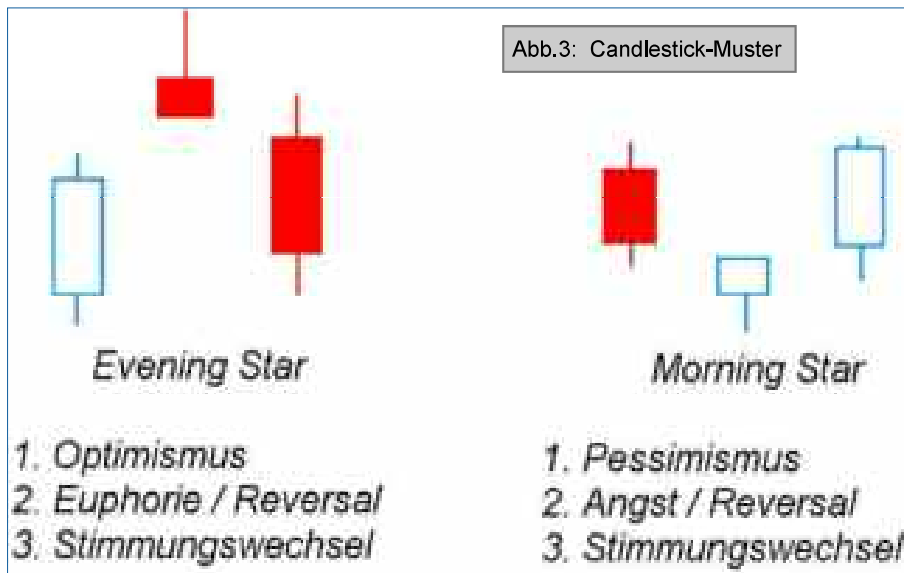 Abb.3: Candlestick-Muster
Evening Star
1. Optimismus
2. Euphorie / Reversal
3. Stimmungswechsel
Morning Star
1. Pessimismus
2. Angst / Reversal
3. Stimmungswechsel